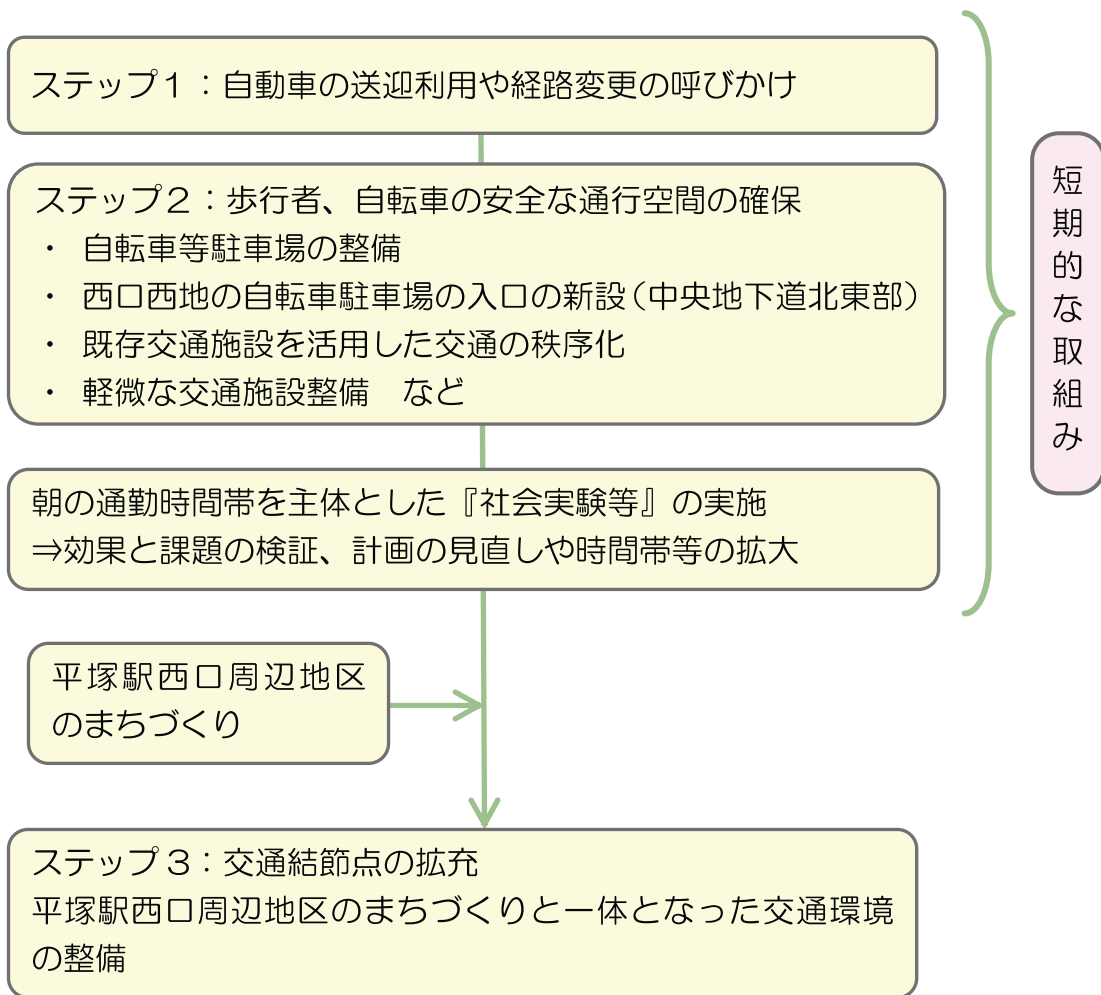 ステップ１：自動車の送迎利用や経路変更の呼びかけ
ステップ２：歩行者、自転車の安全な通行空間の確保
・ 自転車等駐車場の整備
・ 西口西地の自転車駐車場の入口の新設（中央地下道北東部）
・ 既存交通施設を活用した交通の秩序化
・ 軽微な交通施設整備　など
朝の通勤時間帯を主体とした『社会実験等』の実施
⇒効果と課題の検証、計画の見直しや時間帯等の拡大
短期的な取組み
平塚駅西口周辺地区
のまちづくり
ステップ３：交通結節点の拡充
平塚駅西口周辺地区のまちづくりと一体となった交通環境
の整備